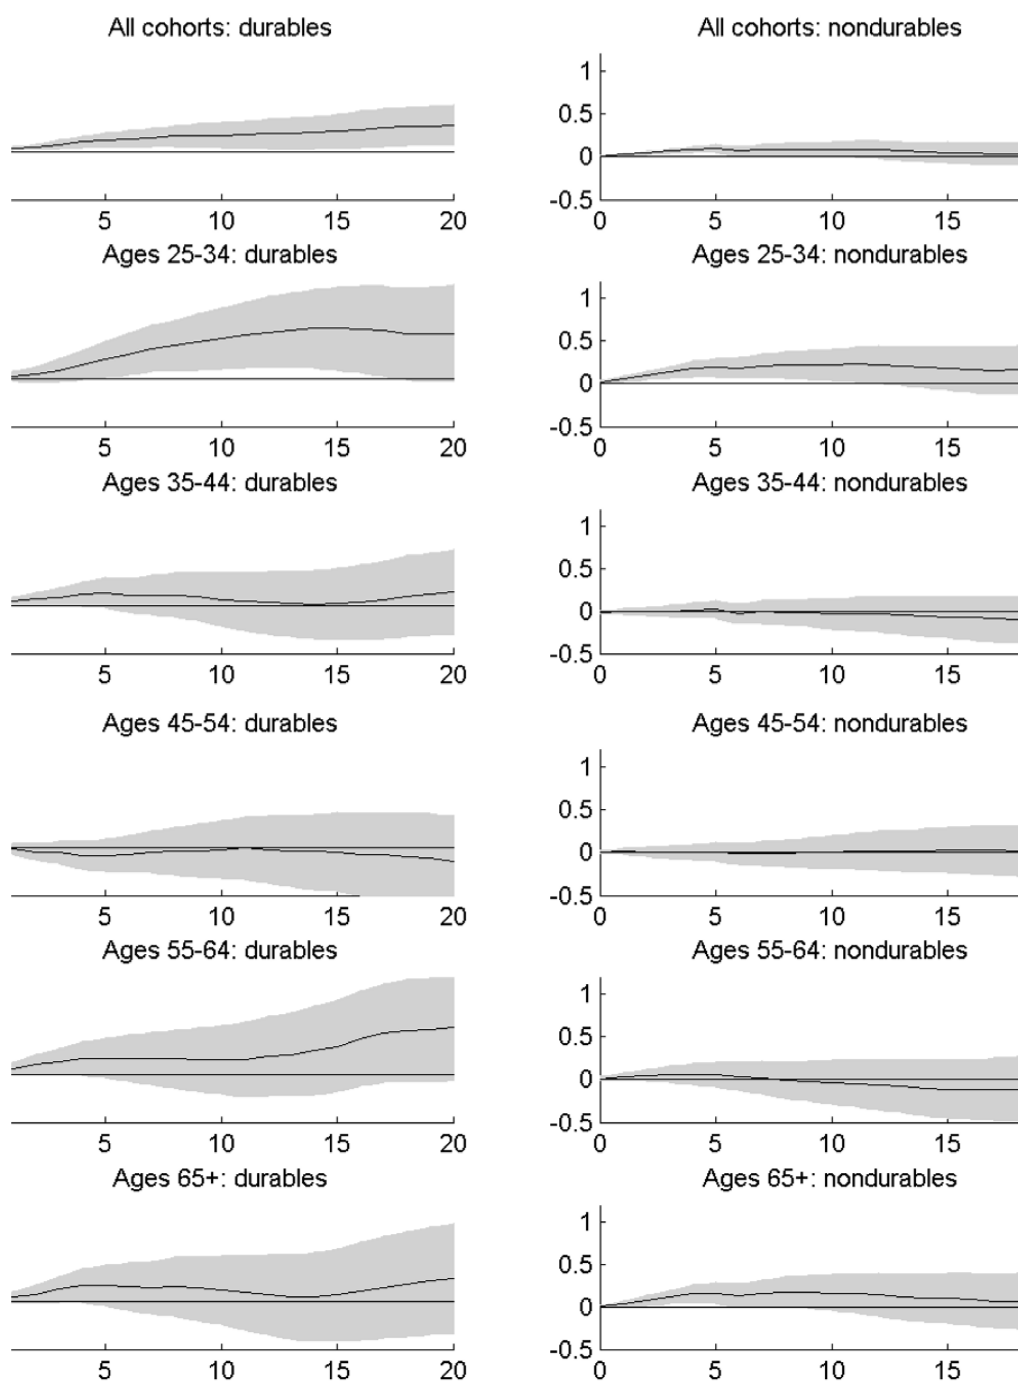 All cohorts: durables
All cohorts: nondurables
1
0.5
0
-0.5
5 10 15 20
0 5 10 15
Ages 25-34: durables
Ages 25-34: nondurables
1
0.5
0
-0.5
5 10 15 20
0 5 10 15
Ages 35-44: durables
Ages 35-44: nondurables
1
0.5
0
-0.5
5 10 15 20
0 5 10 15
Ages 45-54: durables
Ages 45-54: nondurables
1
0.5
0
-0.5
5 10 15 20
0 5 10 15
Ages 55-64: durables
Ages 55-64: nondurables
1
0.5
0
-0.5
5 10 15 20
0 5 10 15
Ages 65+: durables
Ages 65+: nondurables
1
0.5
0
-0.5
5 10 15 20
0 5 10 15